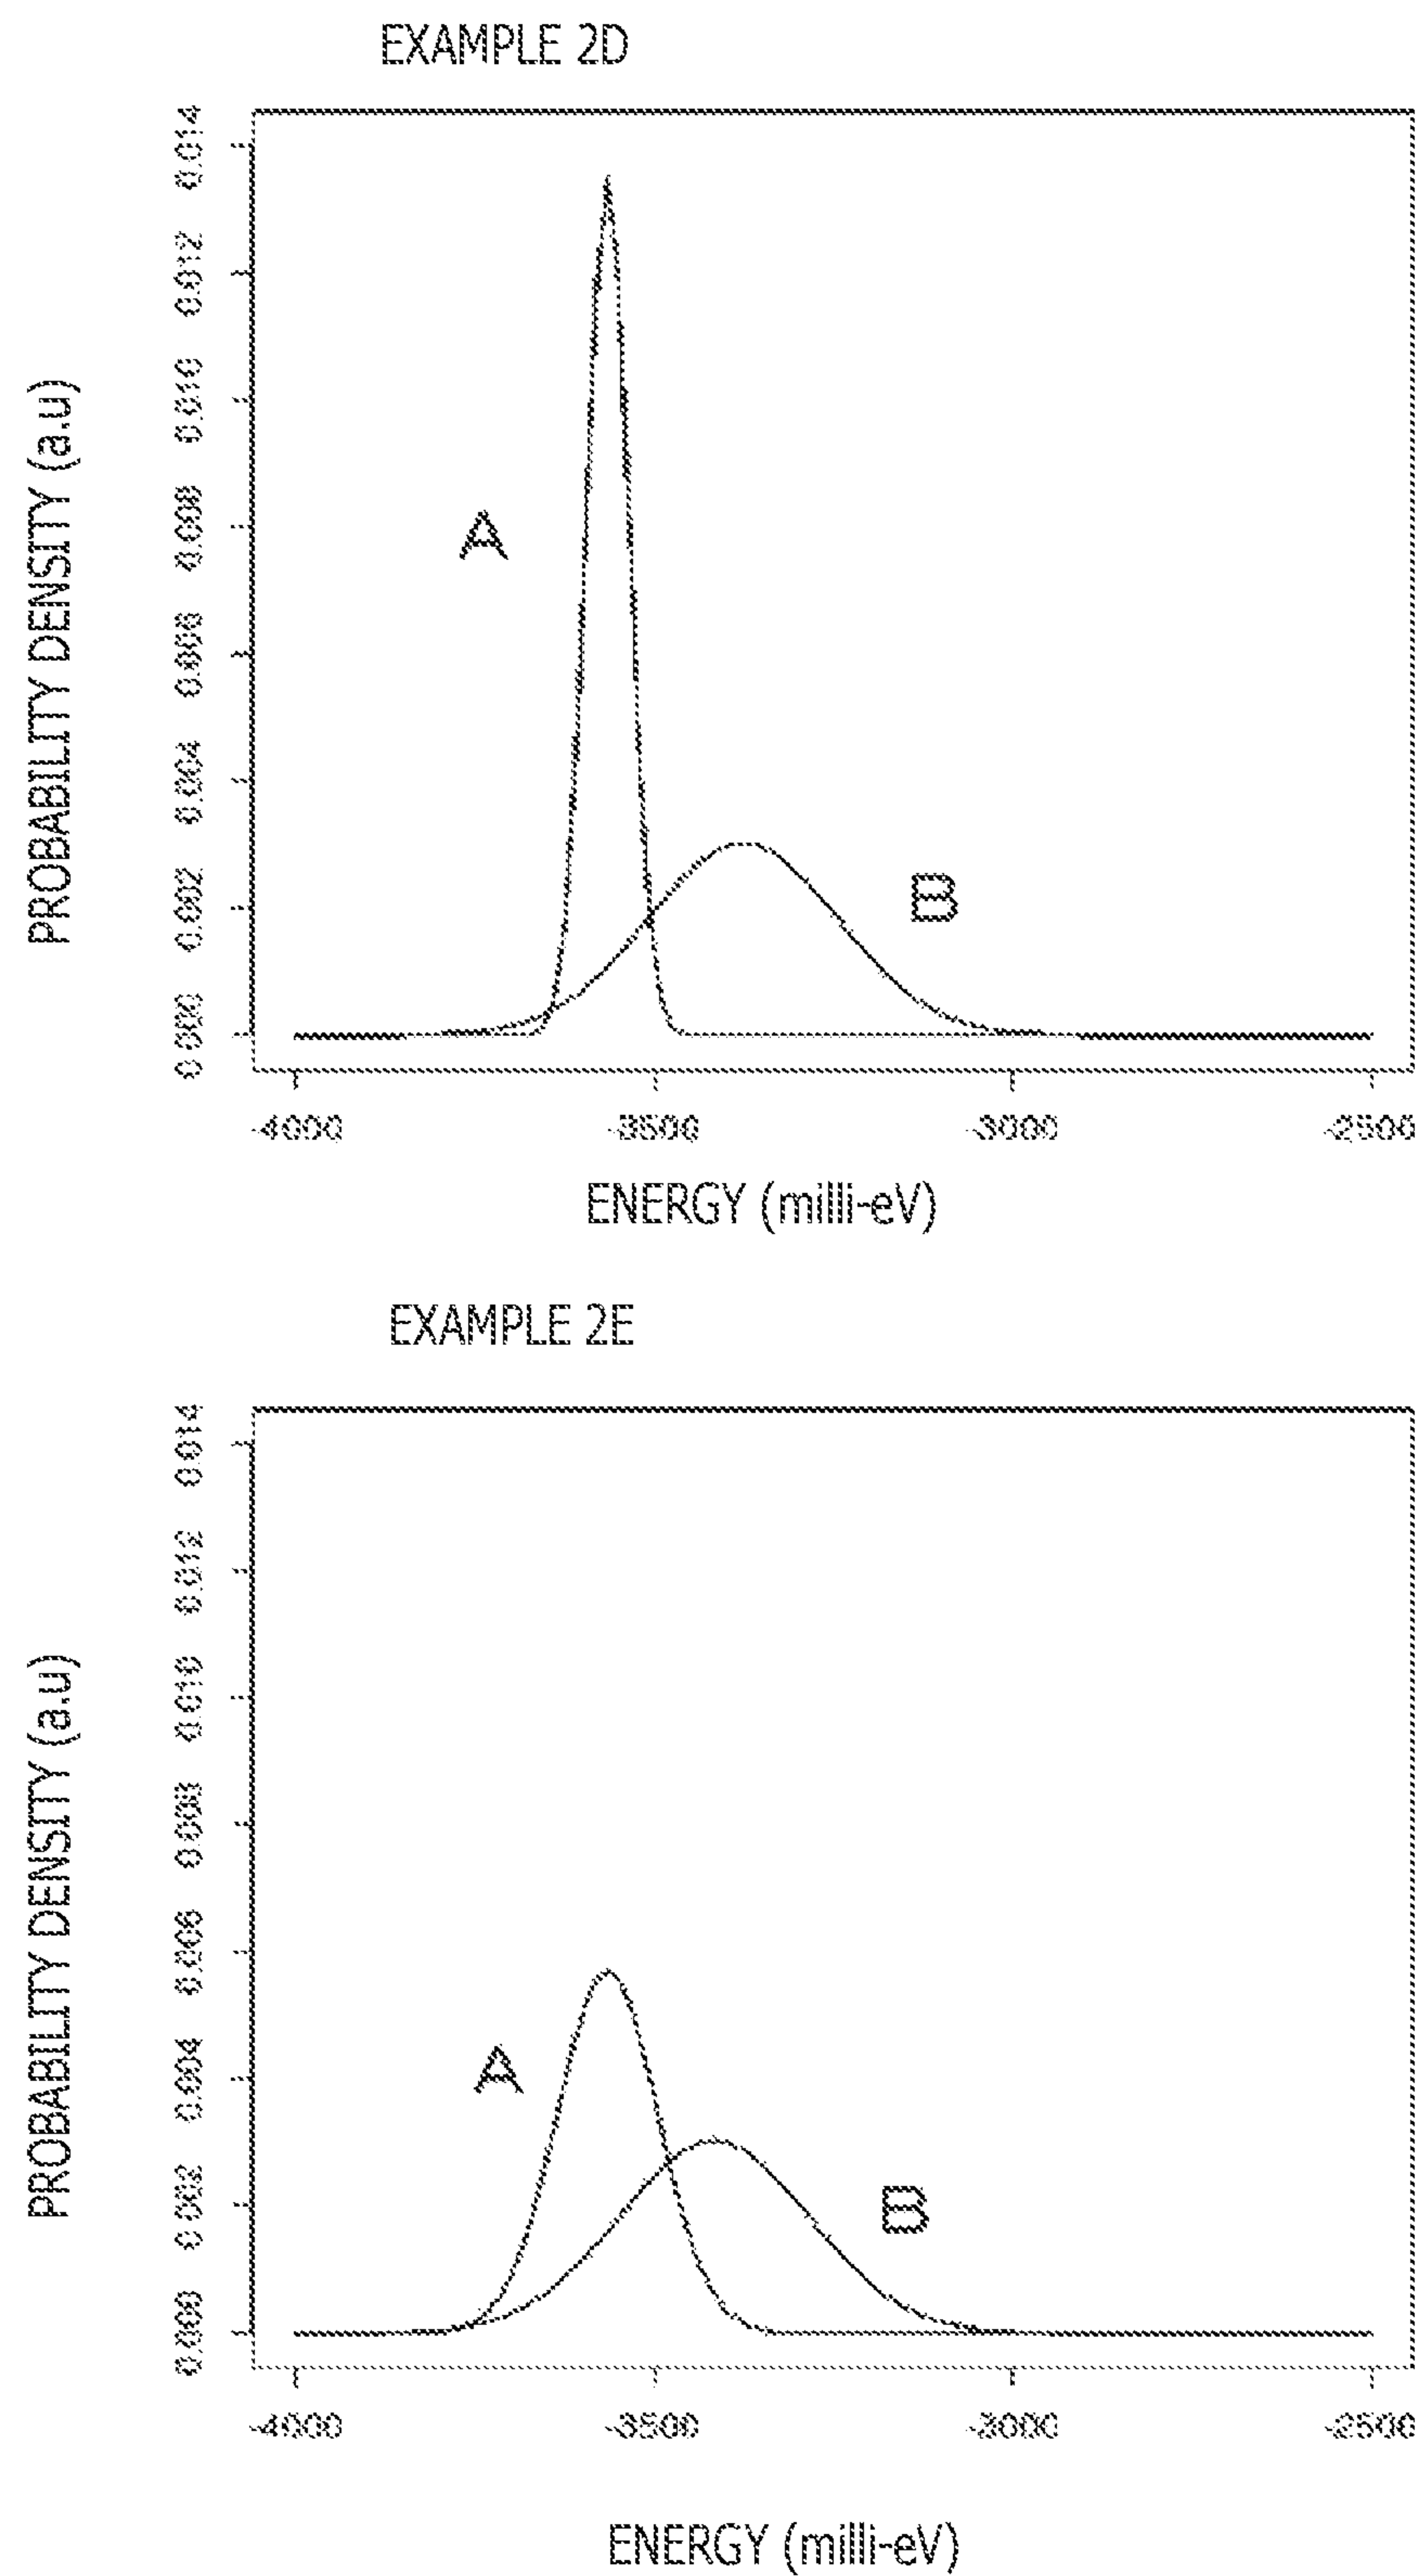 EXAMPLE 2D
PROBABILITY DENSITY (a.u)
0.014
0.012
0.010
0.008
0.006
0.004
0.002
0.000
A
B
-4000 -3500 -3000 -2500
ENERGY (milli-eV)
EXAMPLE 2E
PROBABILITY DENSITY (a.u)
0.014
0.012
0.010
0.008
0.006
0.004
0.002
0.000
A
B
-4000 -3500 -3000 -2500
ENERGY (milli-eV)